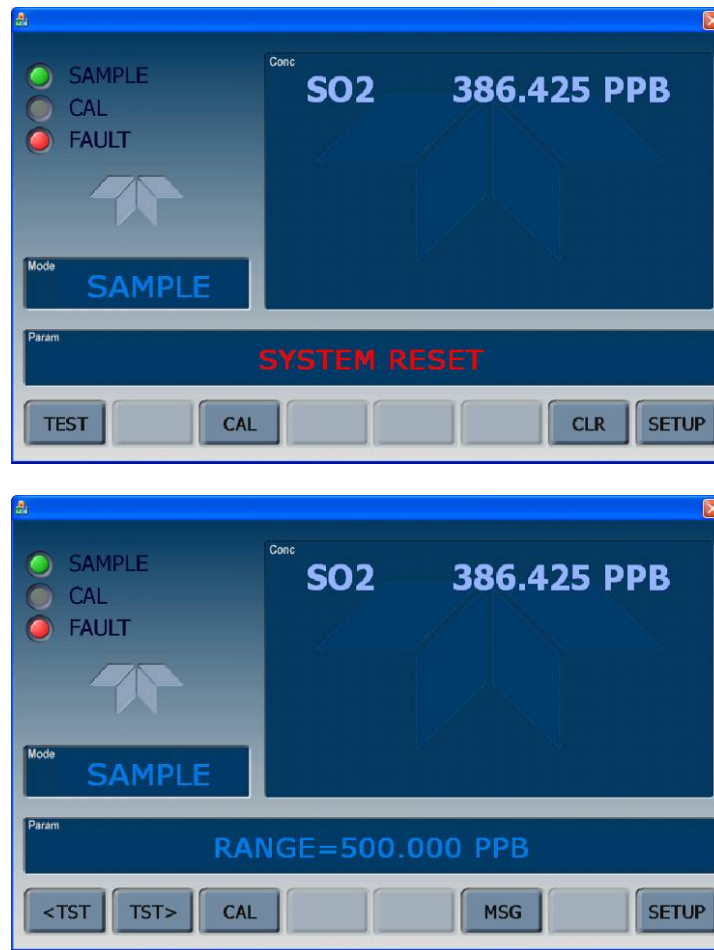 SAMPLE
CAL
FAULT
Conc
SO2 386.425 PPB
Mode
SAMPLE
Param
SYSTEM RESET
TEST CAL CLR SETUP
SAMPLE
CAL
FAULT
Conc
SO2 386.425 PPB
Mode
SAMPLE
Param
RANGE=500.000 PPB
<TST TST> CAL MSG SETUP